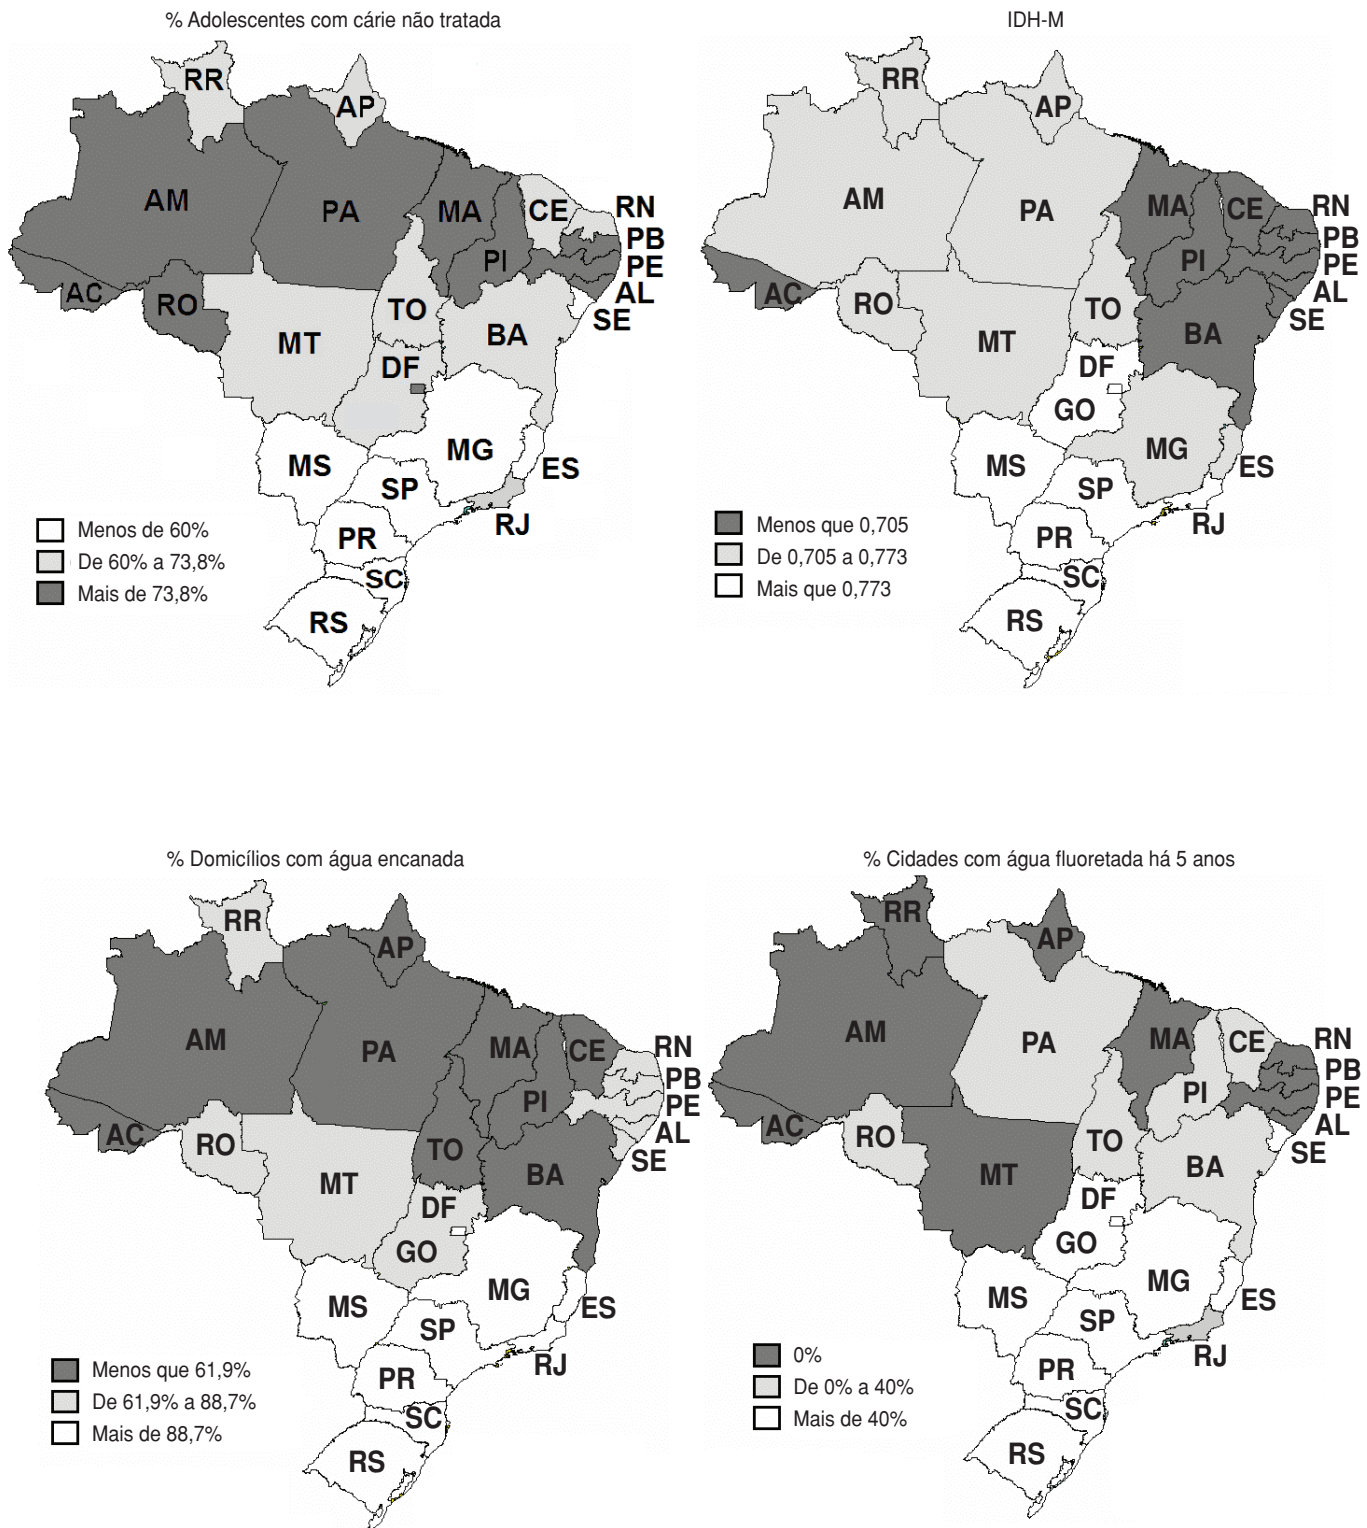 % Adolescentes com cárie não tratada
RR
AP
AM
PA
MA
CE
RN
PB
PE
AL
SE
PI
AC
RO
TO
BA
MT
DF
MG
ES
MS
SP
RJ
PR
SC
RS
Menos de 60%
De 60% a 73,8%
Mais de 73,8%
IDH-M
RR
AP
AM
PA
MA
CE
RN
PB
PE
AL
SE
PI
AC
RO
TO
BA
MT
DF
GO
MG
ES
MS
SP
RJ
PR
SC
RS
Menos que 0,705
De 0,705 a 0,773
Mais que 0,773
% Domicílios com água encanada
RR
AP
AM
PA
MA
CE
RN
PB
PE
AL
SE
PI
AC
RO
TO
BA
MT
DF
GO
MG
ES
MS
SP
RJ
PR
SC
RS
Menos que 61,9%
De 61,9% a 88,7%
Mais de 88,7%
% Cidades com água fluoretada há 5 anos
RR
AP
AM
PA
MA
CE
RN
PB
PE
AL
SE
PI
AC
RO
TO
BA
MT
DF
GO
MG
ES
MS
SP
RJ
PR
SC
RS
0%
De 0% a 40%
Mais de 40%